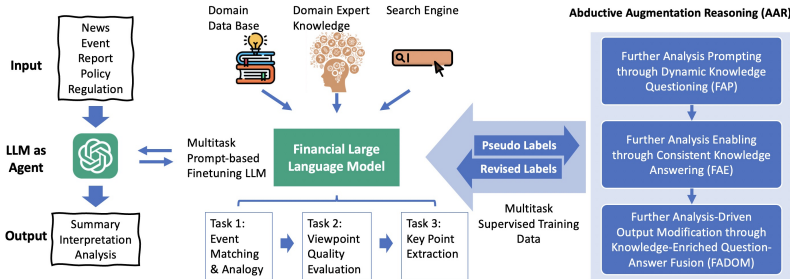 Input
News
Event
Report
Policy
Regulation
LLM as
Agent
Output
Summary
Interpretation
Analysis
Multitask
Prompt-based
Finetuning LLM
Domain
Data Base
Domain Expert
Knowledge
Search Engine
Q
Financial Large
Language Model
Task 1:
Event
Matching
& Analogy
Task 2:
Viewpoint
Quality
Evaluation
Task 3:
Key Point
Extraction
Pseudo Labels
Revised Labels
Multitask
Supervised Training
Data
Abductive Augmentation Reasoning (AAR)
Further Analysis Prompting
through Dynamic Knowledge
Questioning (FAP)
Further Analysis Enabling
through Consistent Knowledge
Answering (FAE)
Further Analysis-Driven
Output Modification through
Knowledge-Enriched Question-
Answer Fusion (FADOM)